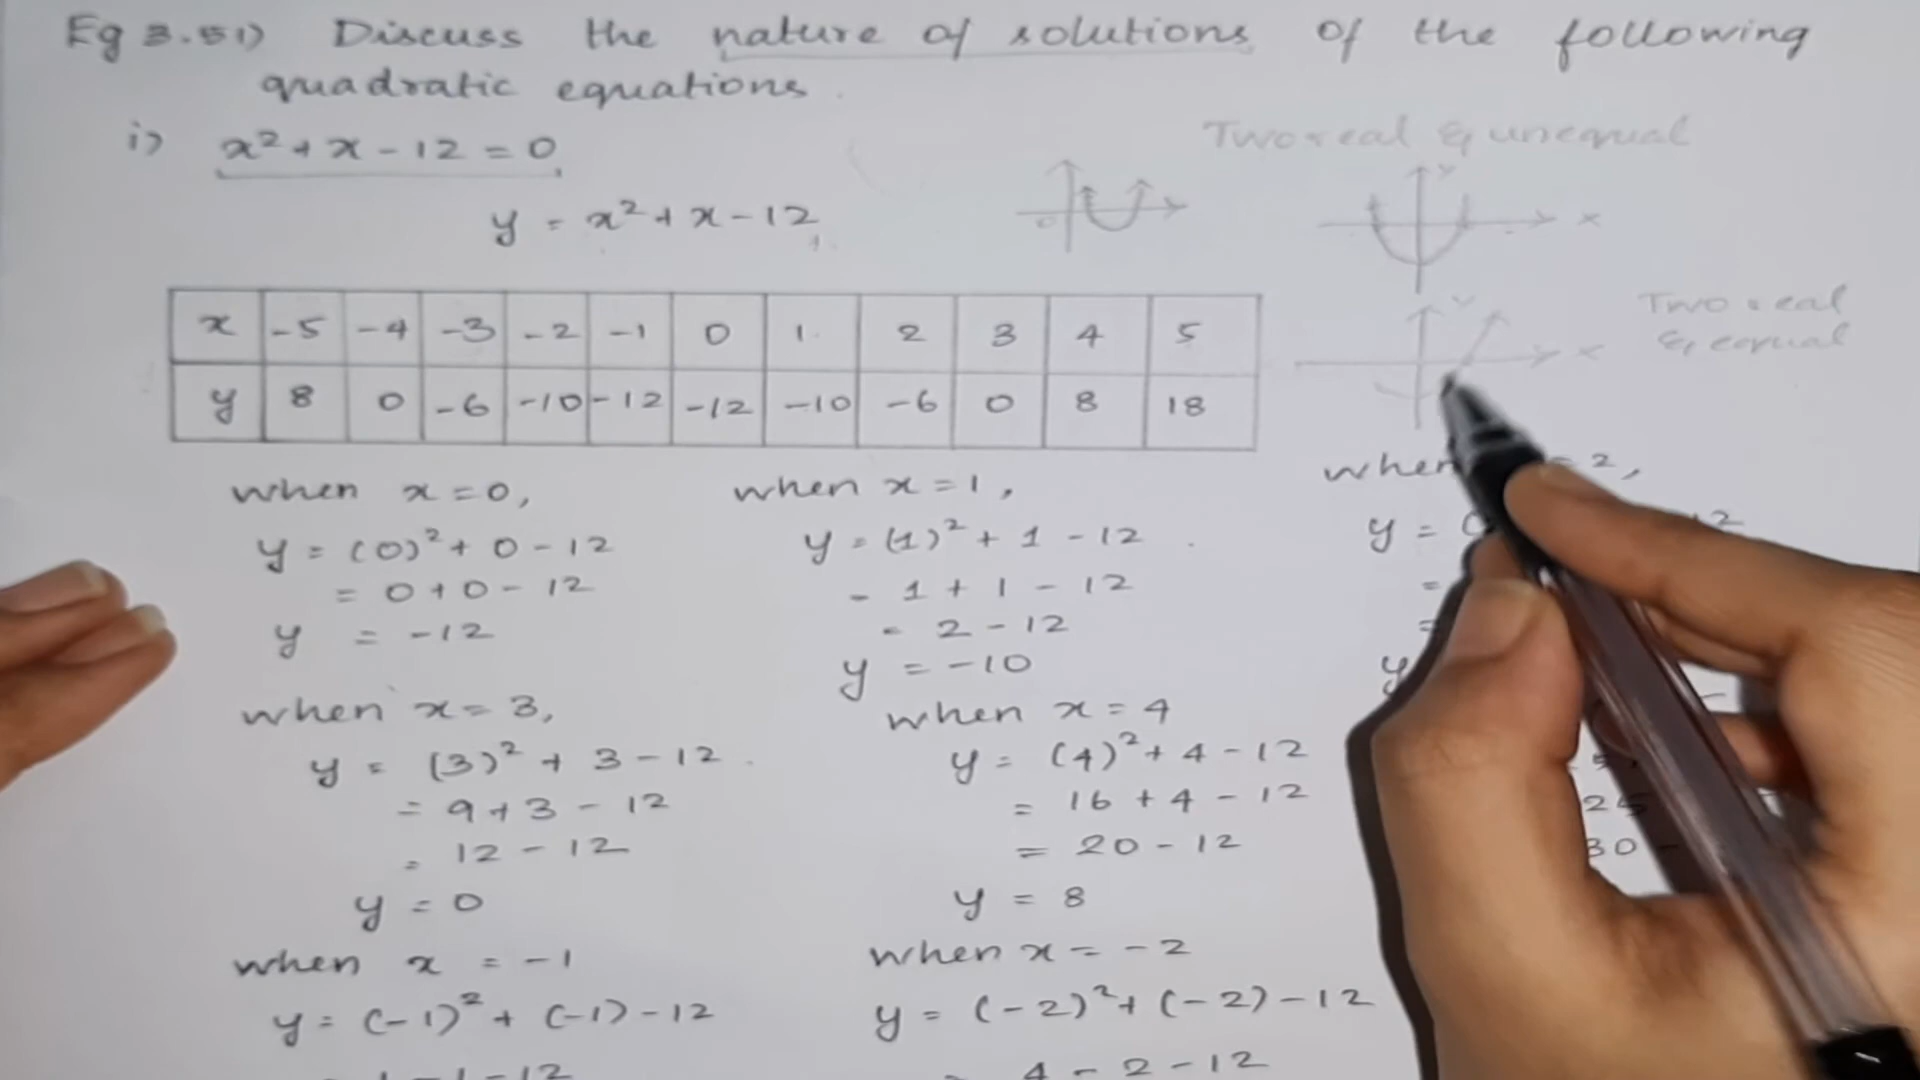 Eg 3.51) Discuss the nature of solutions of the following
quadratic equations.
i) x² + x - 12 = 0
Two real & unequal
y = x² + x - 12
y
x
x -5 -4 -3 -2 -1 0 1 2 3 4 5
y 8 0 -6 -10 -12 -12 -10 -6 0 8 18
y
x
Two real
& equal
when x = 0,
y = (0)² + 0 - 12
= 0 + 0 - 12
y = -12
when x = 1,
y = (1)² + 1 - 12
= 1 + 1 - 12
= 2 - 12
y = -10
when = 2,
y =
=
=
y
when x = 3,
y = (3)² + 3 - 12
= 9 + 3 - 12
= 12 - 12
y = 0
when x = 4
y = (4)² + 4 - 12
= 16 + 4 - 12
= 20 - 12
y = 8
25
30 -
when x = -1
y = (-1)² + (-1) - 12
when x = -2
y = (-2)² + (-2) - 12
= 4 - 2 - 12